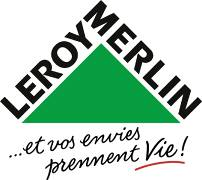 LEROY MERLIN
...et vos envies
prennent Vie !